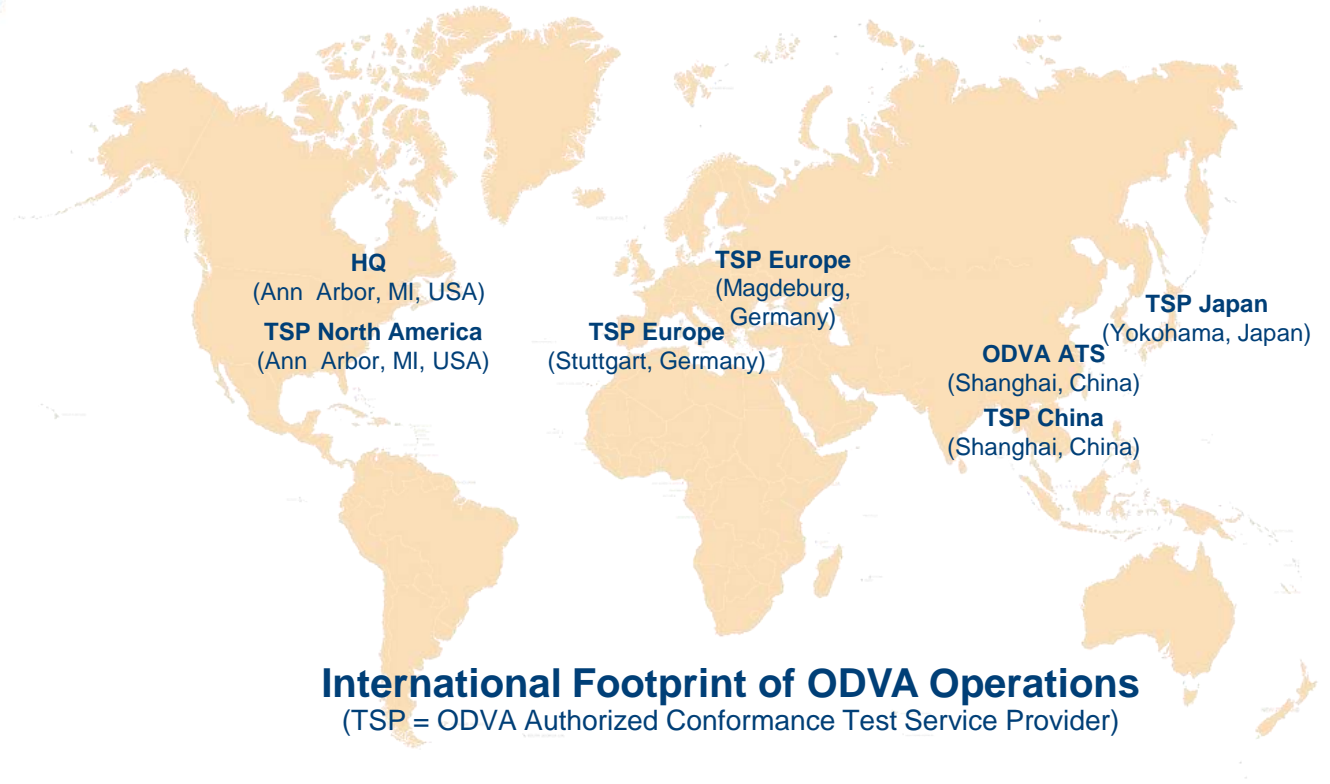 HQ
(Ann Arbor, MI, USA)
TSP North America
(Ann Arbor, MI, USA)
TSP Europe
(Stuttgart, Germany)
TSP Europe
(Magdeburg,
Germany)
TSP Japan
(Yokohama, Japan)
ODVA ATS
(Shanghai, China)
TSP China
(Shanghai, China)
International Footprint of ODVA Operations
(TSP = ODVA Authorized Conformance Test Service Provider)